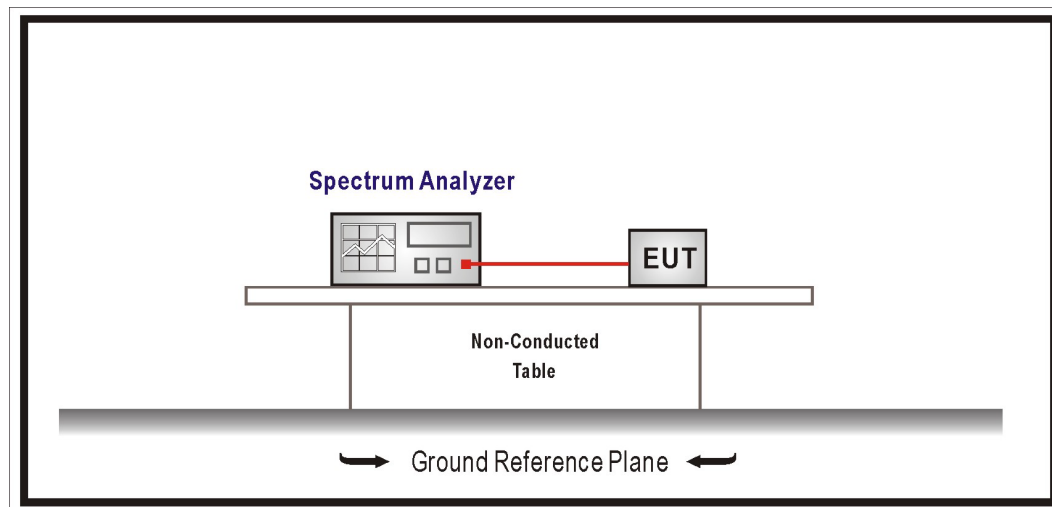 Spectrum Analyzer
EUT
Non-Conducted
Table
Ground Reference Plane